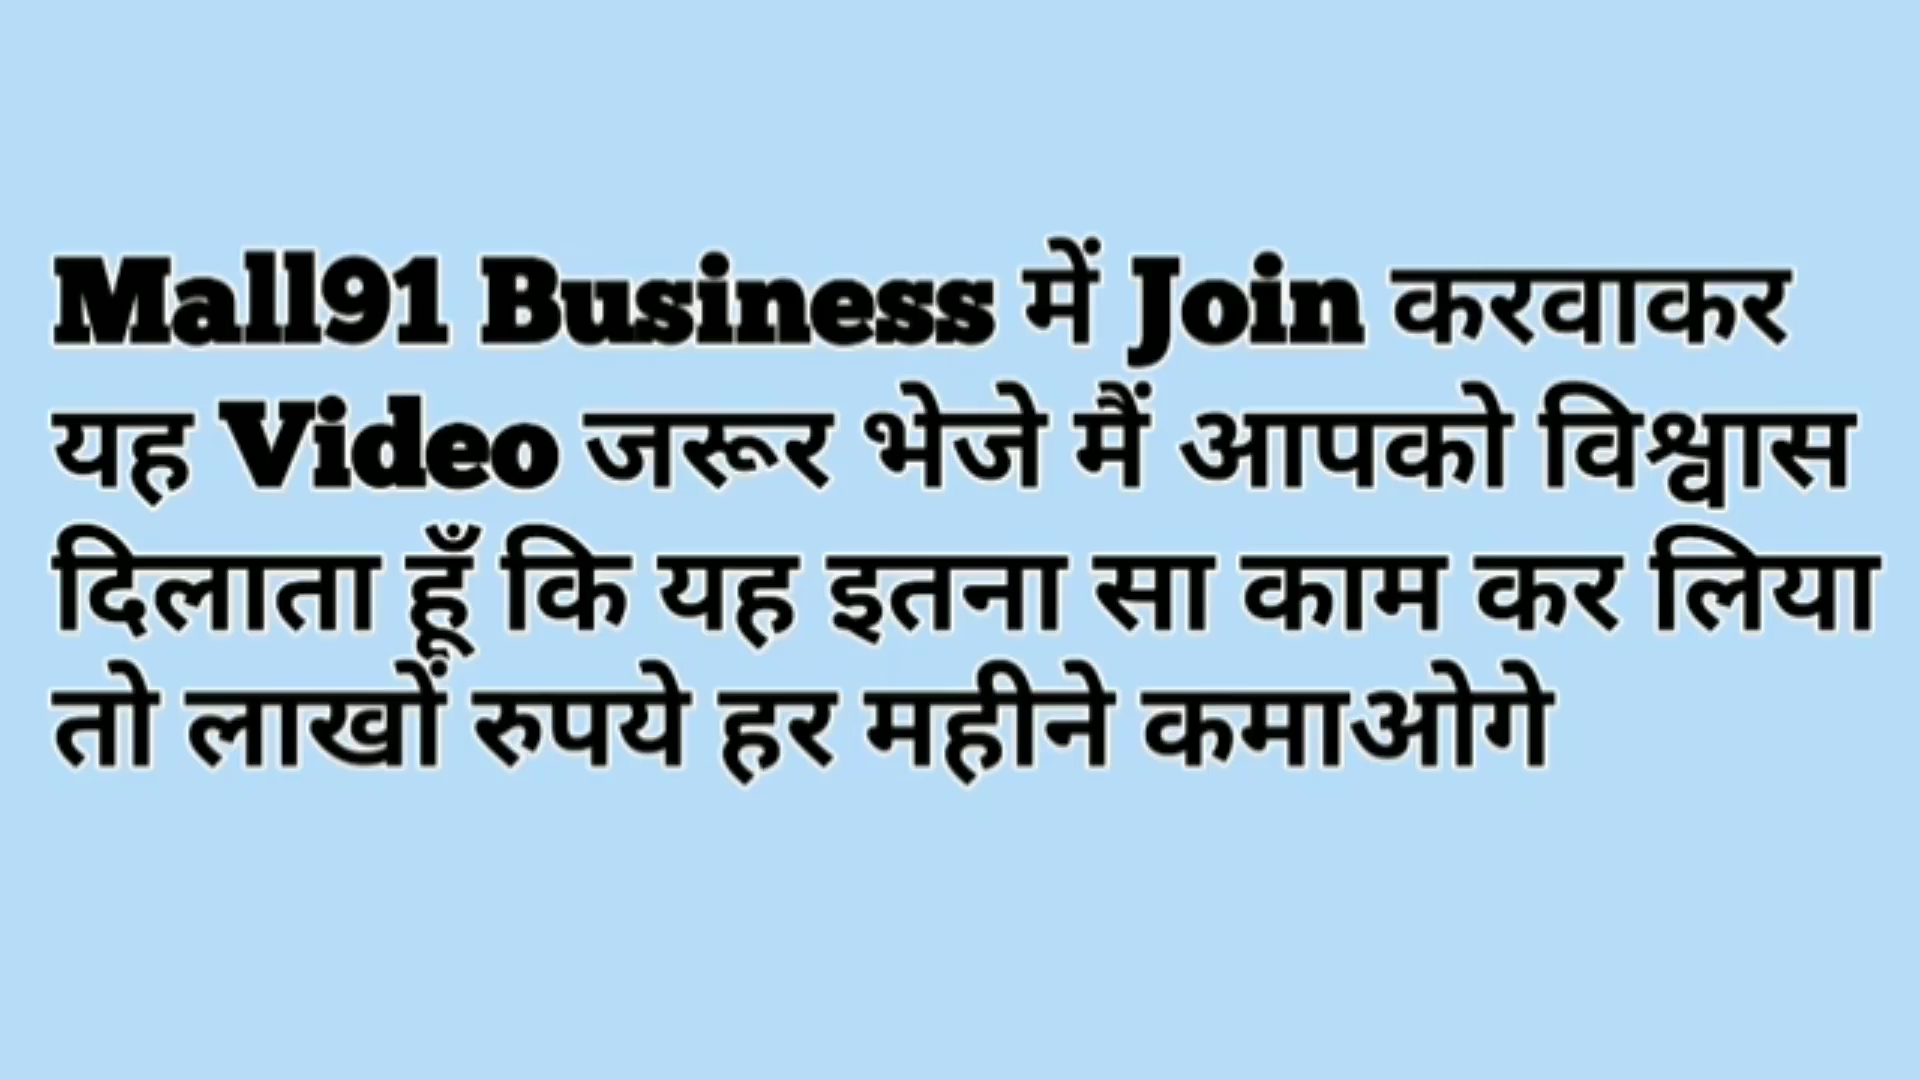 Mall91 Business में Join करवाकर
यह Video जरूर भेजे मैं आपको विश्वास
दिलाता हूँ कि यह इतना सा काम कर लिया
तो लाखों रुपये हर महीने कमाओगे